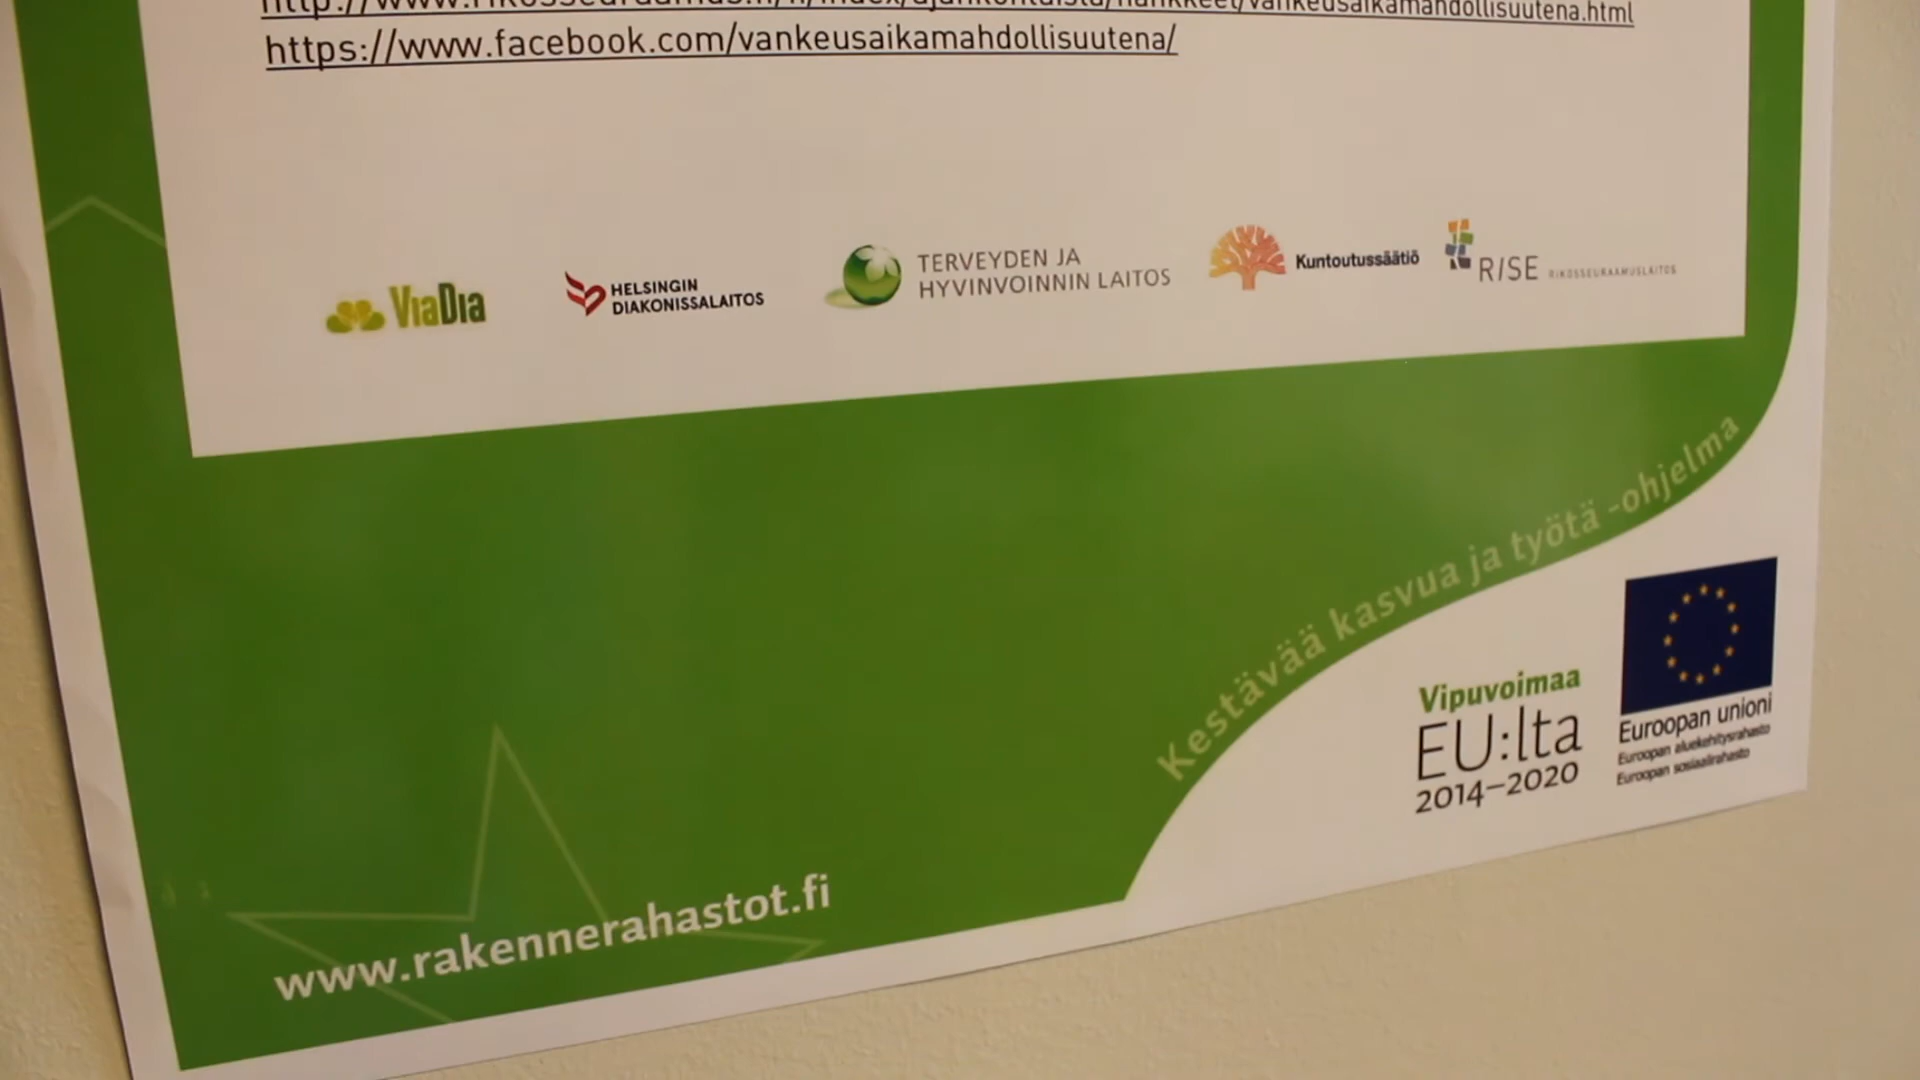 https://www.facebook.com/vankeusaikamahdollisuutena/
ViaDia
HELSINGIN
DIAKONISSALAITOS
TERVEYDEN JA
HYVINVOINNIN LAITOS
Kuntoutussäätiö
RISE RIKOSSEURAAMUSLAITOS
Kestävää kasvua ja työtä -ohjelma
Vipuvoimaa
EU:lta
2014–2020
Euroopan unioni
Euroopan aluekehitysrahasto
Euroopan sosiaalirahasto
www.rakennerahastot.fi